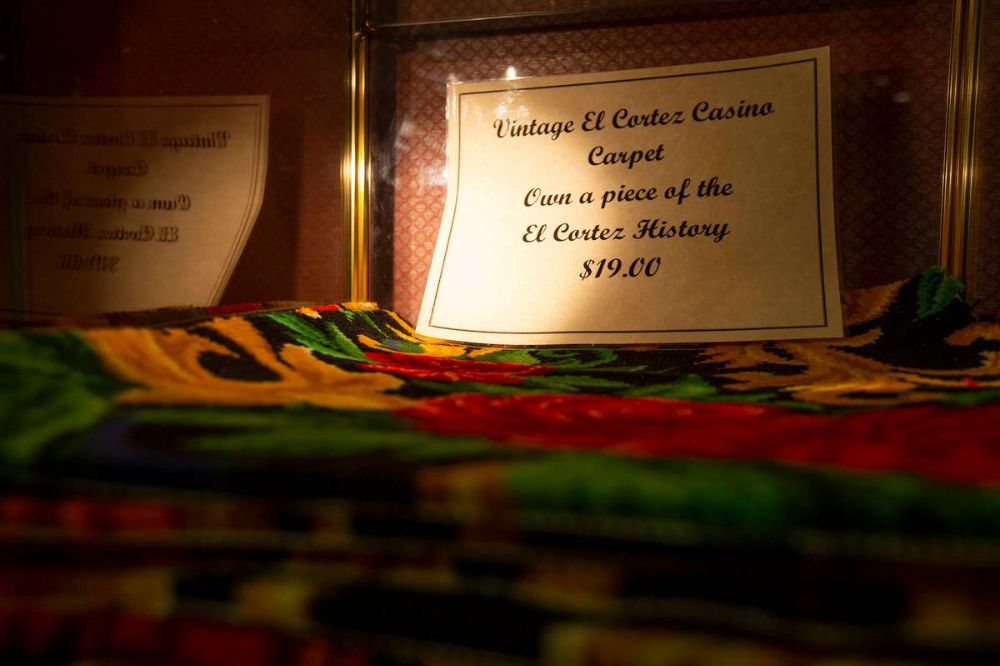 Vintage El Cortez Casino
Carpet
Own a piece of the
El Cortez History
$19.00